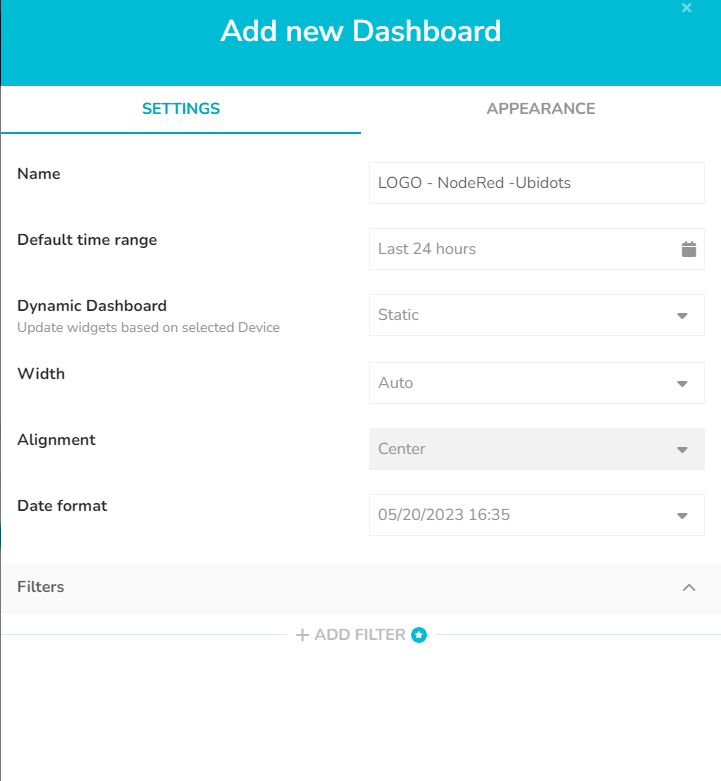 Add new Dashboard
SETTINGS
APPEARANCE
Name
LOGO - NodeRed -Ubidots
Default time range
Last 24 hours
Dynamic Dashboard
Update widgets based on selected Device
Static
Width
Auto
Alignment
Center
Date format
05/20/2023 16:35
Filters
+ ADD FILTER